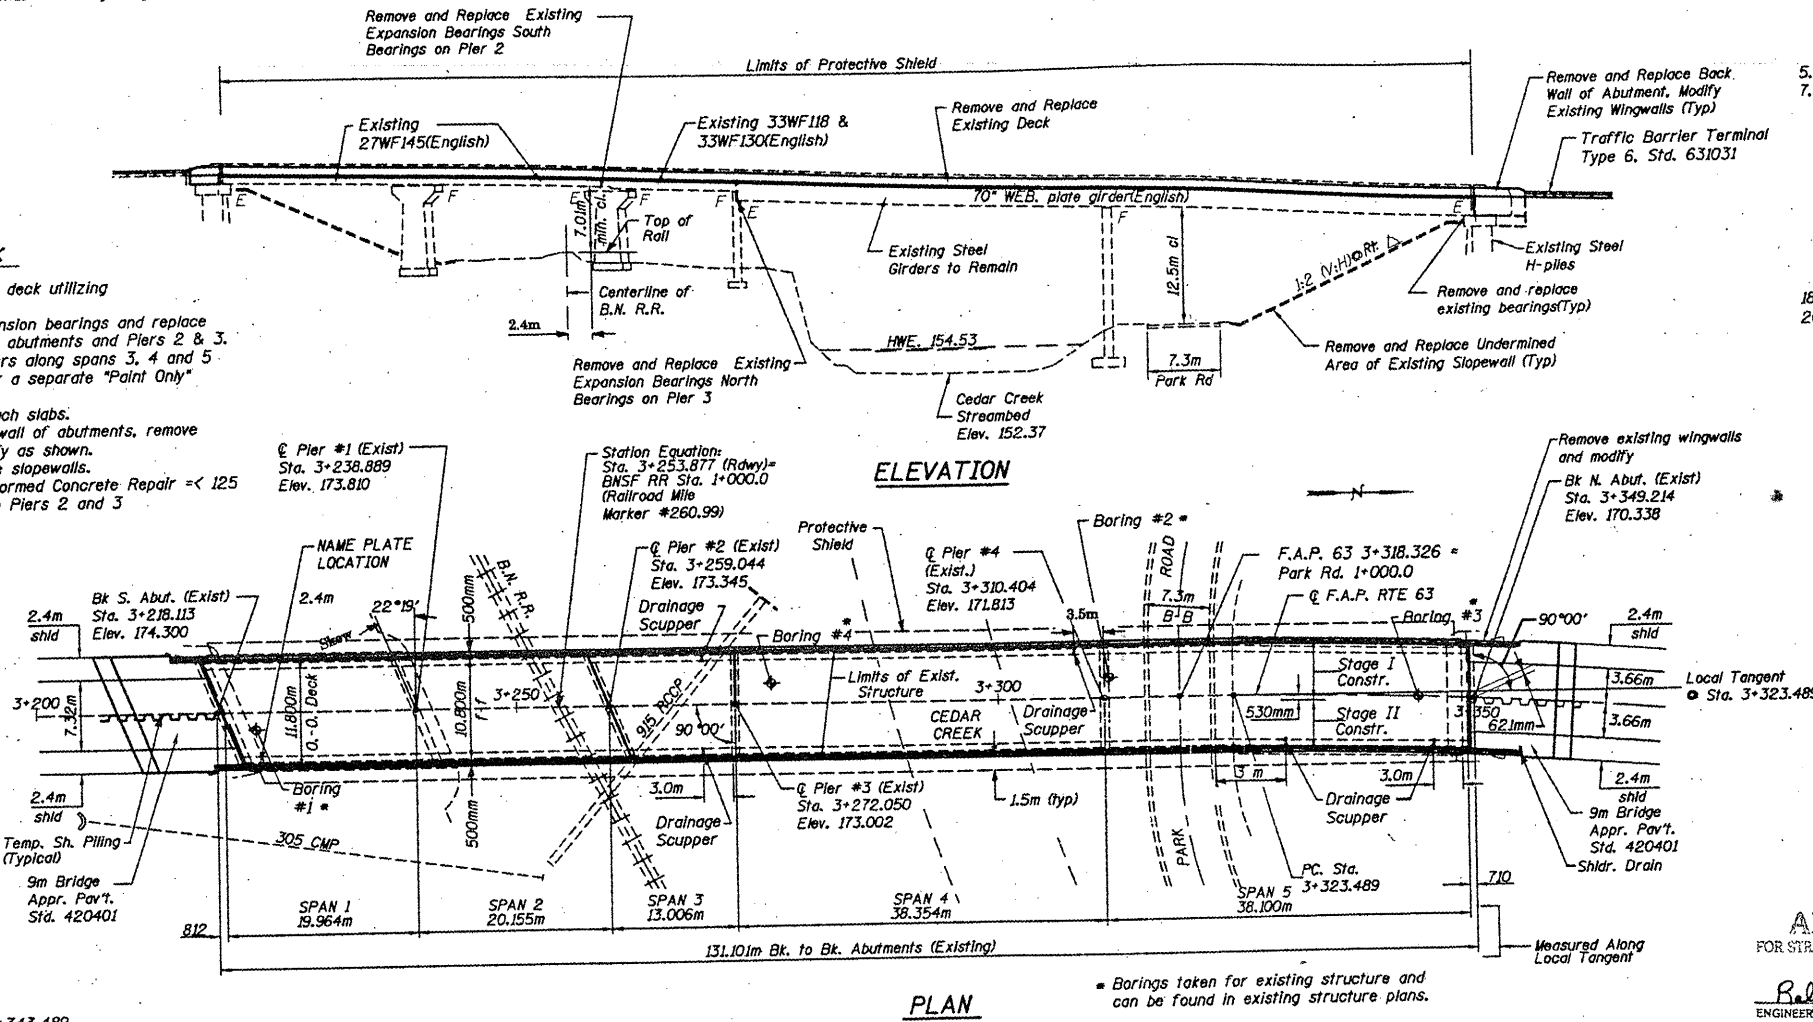 Remove and Replace Existing
Expansion Bearings South
Bearings on Pier 2
Limits of Protective Shield
Remove and Replace Back
Wall of Abutment, Modify
Existing Wingwalls (Typ)
5.
7.
Existing
27WF145(English)
Existing 33WF118 &
33WF130(English)
Remove and Replace
Existing Deck
Traffic Barrier Terminal
Type 6, Std. 631031
E
F
E
F
F
E
70" WEB. plate girder(English)
F
E
7.01m
min. cl.
Top of
Rail
Existing Steel
Girders to Remain
12.5m cl
1:2 (V:H)@Rt.
Existing Steel
H-piles
deck utilizing
Centerline of
B.N. R.R.
2.4m
Remove and replace
existing bearings(Typ)
nsion bearings and replace
abutments and Piers 2 & 3.
ers along spans 3, 4 and 5
r a separate "Paint Only"
HWE. 154.53
7.3m
Park Rd
Remove and Replace Undermined
Area of Existing Slopewall (Typ)
Remove and Replace Existing
Expansion Bearings North
Bearings on Pier 3
Cedar Creek
Streambed
Elev. 152.37
ach slabs.
wall of abutments, remove
fy as shown.
e slopewalls.
ormed Concrete Repair =< 125
Piers 2 and 3
℄ Pier #1 (Exist)
Sta. 3+238.889
Elev. 173.810
Station Equation:
Sta. 3+253.877 (Rdwy)=
BNSF RR Sta. 1+000.0
(Railroad Mile
Marker #260.99)
ELEVATION
N
Remove existing wingwalls
and modify
Bk N. Abut. (Exist)
Sta. 3+349.214
Elev. 170.338
NAME PLATE
LOCATION
B.N. R.R.
℄ Pier #2 (Exist)
Sta. 3+259.044
Elev. 173.345
Protective
Shield
℄ Pier #4
(Exist.)
Sta. 3+310.404
Elev. 171.813
Boring #2 *
ROAD
F.A.P. 63 3+318.326 =
Park Rd. 1+000.0
Bk S. Abut. (Exist)
Sta. 3+218.113
Elev. 174.300
2.4m
22°19'
Skew
500mm
Drainage
Scupper
Boring #4
*
3.5m
7.3m
B-B
℄ F.A.P. RTE 63
Boring #3
*
90°00'
2.4m
shld
2.4m
shld
3+200
7.32m
11.800m
O.-O. Deck
10.800m
f-f
3+250
915 RCCP
90°00'
Limits of Exist.
Structure
3+300
CEDAR
CREEK
Drainage
Scupper
530mm
Stage I
Constr.
Stage II
Constr.
3+350
621mm
3.66m
3.66m
Local Tangent
@ Sta. 3+323.489
2.4m
shld
Boring
#1 *
500mm
3.0m
Drainage
Scupper
℄ Pier #3 (Exist)
Sta. 3+272.050
Elev. 173.002
1.5m (typ)
3 m
3.0m
Drainage
Scupper
2.4m
shld
9m Bridge
Appr. Pav't.
Std. 420401
Shldr. Drain
Temp. Sh. Piling
(Typical)
305 CMP
PARK
PC. Sta.
3+323.489
9m Bridge
Appr. Pav't.
Std. 420401
812
SPAN 1
19.964m
SPAN 2
20.155m
SPAN 3
13.006m
SPAN 4
38.354m
SPAN 5
38.100m
710
131.101m Bk. to Bk. Abutments (Existing)
Measured Along
Local Tangent
* Borings taken for existing structure and
can be found in existing structure plans.
PLAN
FOR STR
ENGINEER